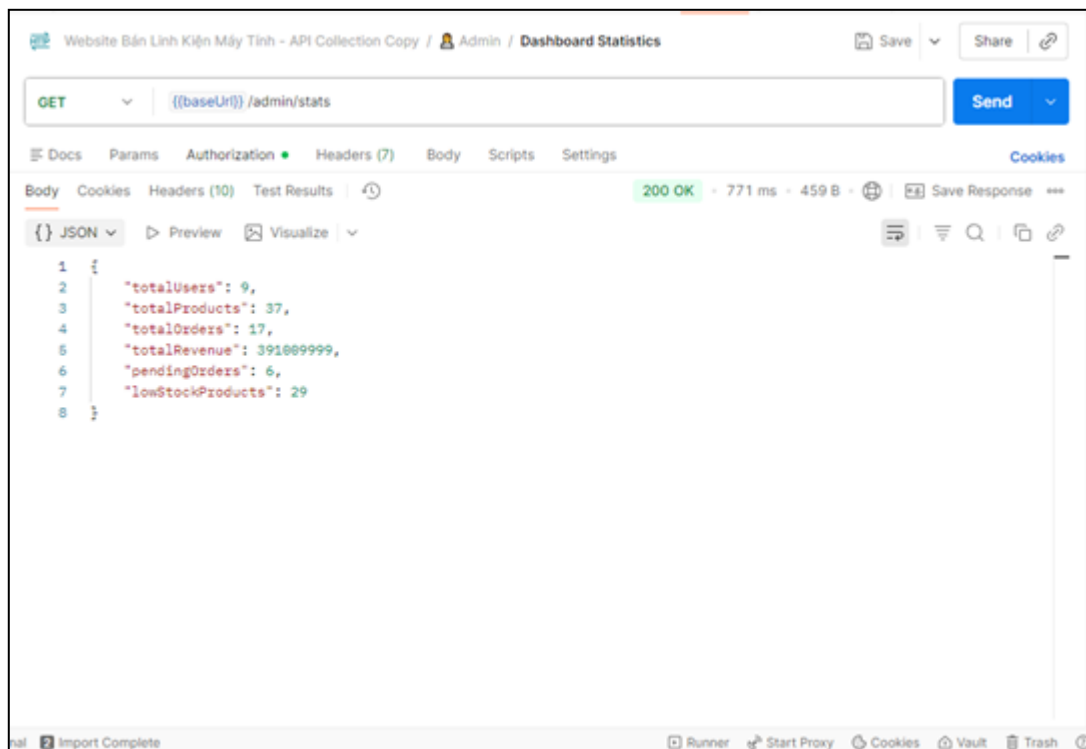 Website Bán Linh Kiện Máy Tính - API Collection Copy / Admin / Dashboard Statistics Save Share
GET {{baseUrl}} /admin/stats Send
Docs Params Authorization Headers (7) Body Scripts Settings Cookies
Body Cookies Headers (10) Test Results 200 OK 771 ms 459 B Save Response
{} JSON Preview Visualize
1 {
2 "totalUsers": 9,
3 "totalProducts": 37,
4 "totalOrders": 17,
5 "totalRevenue": 391009999,
6 "pendingOrders": 6,
7 "lowStockProducts": 29
8 }
2 Import Complete Runner Start Proxy Cookies Vault Trash